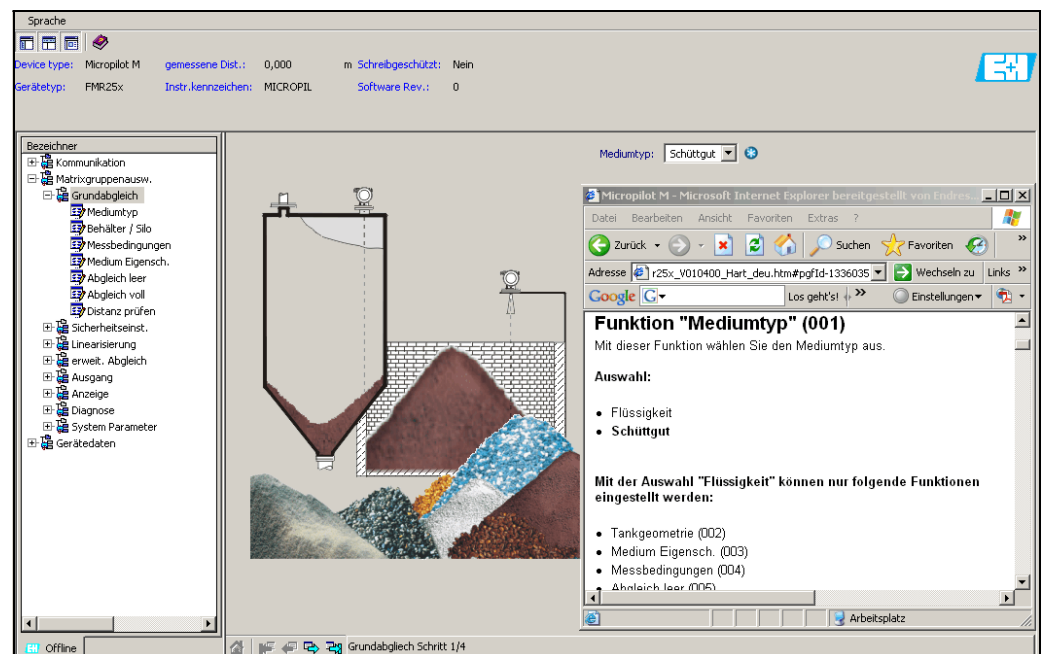 Sprache
Device type: Micropilot M gemessene Dist.: 0,000 m Schreibgeschützt: Nein
Gerätetyp: FMR25x Instr.kennzeichen: MICROPIL Software Rev.: 0
E+H
Bezeichner
Kommunikation
Matrixgruppenausw.
Grundabgleich
Mediumtyp
Behälter / Silo
Messbedingungen
Medium Eigensch.
Abgleich leer
Abgleich voll
Distanz prüfen
Sicherheitseinst.
Linearisierung
erweit. Abgleich
Ausgang
Anzeige
Diagnose
System Parameter
Gerätedaten
Offline
Mediumtyp: Schüttgut
Micropilot M - Microsoft Internet Explorer bereitgestellt von Endres...
Datei Bearbeiten Ansicht Favoriten Extras ?
Zurück Suchen Favoriten »
Adresse r25x_V010400_Hart_deu.htm#pgfId-1336035 Wechseln zu Links »
Google G Los geht's! » Einstellungen
Funktion "Mediumtyp" (001)
Mit dieser Funktion wählen Sie den Mediumtyp aus.
Auswahl:
• Flüssigkeit
• Schüttgut
Mit der Auswahl "Flüssigkeit" können nur folgende Funktionen
eingestellt werden:
• Tankgeometrie (002)
• Medium Eigensch. (003)
• Messbedingungen (004)
• Abgleich leer (005)
Arbeitsplatz
Grundabgliech Schritt 1/4